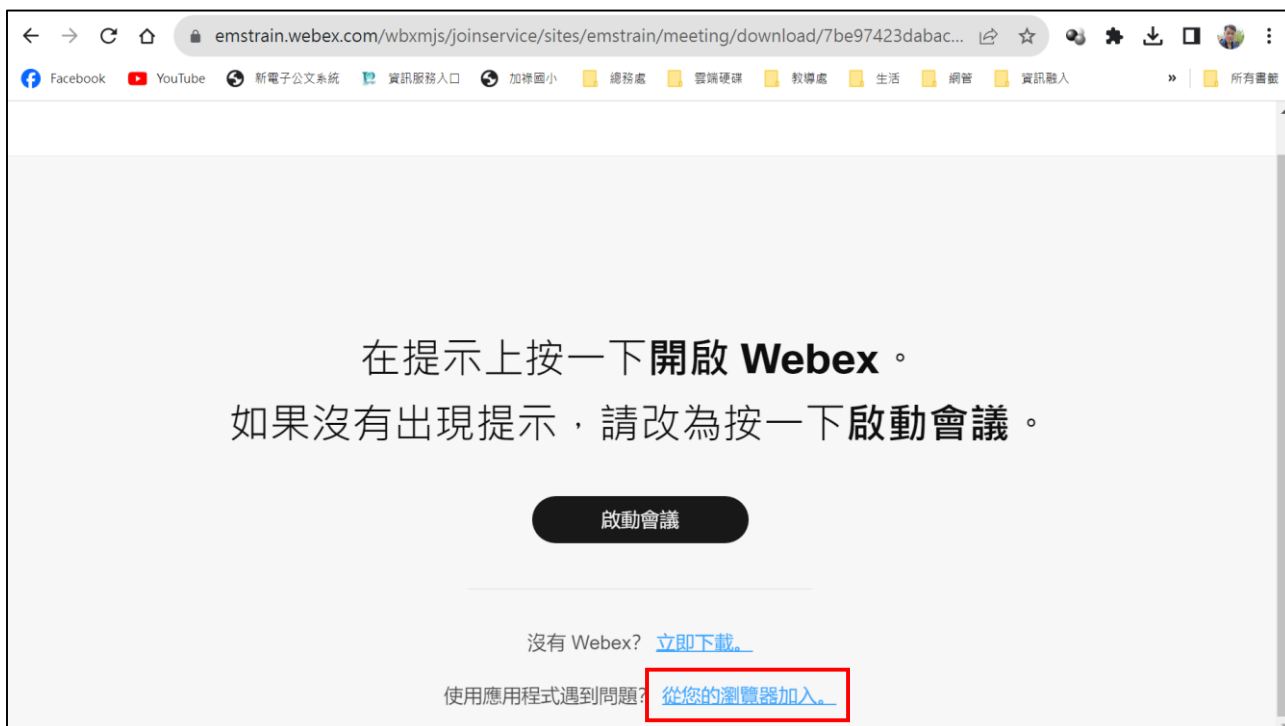 emstrain.webex.com/wbxmjs/joinservice/sites/emstrain/meeting/download/7be97423dabac...
Facebook YouTube 新電子公文系統 資訊服務入口 加祿國小 總務處 雲端硬碟 教導處 生活 網管 資訊融入 » 所有書籤
在提示上按一下開啟 Webex。
如果沒有出現提示，請改為按一下啟動會議。
啟動會議
沒有 Webex? 立即下載。
使用應用程式遇到問題? 從您的瀏覽器加入。